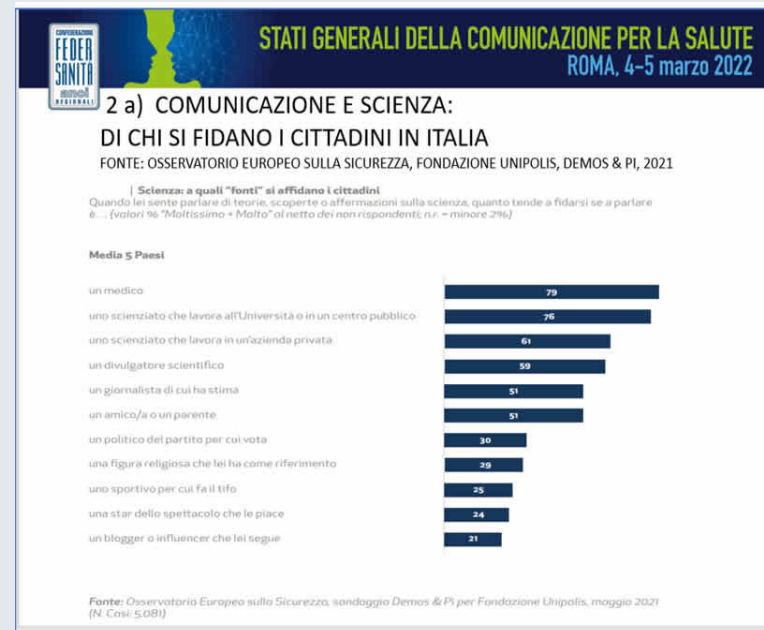 CONFEDERAZIONE
FEDER
SANITÀ
anci
REGIONALI
STATI GENERALI DELLA COMUNICAZIONE PER LA SALUTE
ROMA, 4-5 marzo 2022
2 a) COMUNICAZIONE E SCIENZA:
DI CHI SI FIDANO I CITTADINI IN ITALIA
FONTE: OSSERVATORIO EUROPEO SULLA SICUREZZA, FONDAZIONE UNIPOLIS, DEMOS & PI, 2021
| Scienza: a quali "fonti" si affidano i cittadini
Quando lei sente parlare di teorie, scoperte o affermazioni sulla scienza, quanto tende a fidarsi se a parlare
è... (valori % "Moltissimo + Molto" al netto dei non rispondenti; n.r. = minore 2%)
Media 5 Paesi
un medico 79
uno scienziato che lavora all'Università o in un centro pubblico 76
uno scienziato che lavora in un'azienda privata 61
un divulgatore scientifico 59
un giornalista di cui ha stima 51
un amico/a o un parente 51
un politico del partito per cui vota 30
una figura religiosa che lei ha come riferimento 29
uno sportivo per cui fa il tifo 25
una star dello spettacolo che le piace 24
un blogger o influencer che lei segue 21
Fonte: Osservatorio Europeo sulla Sicurezza, sondaggio Demos & Pi per Fondazione Unipolis, maggio 2021
(N. Casi: 5.081)